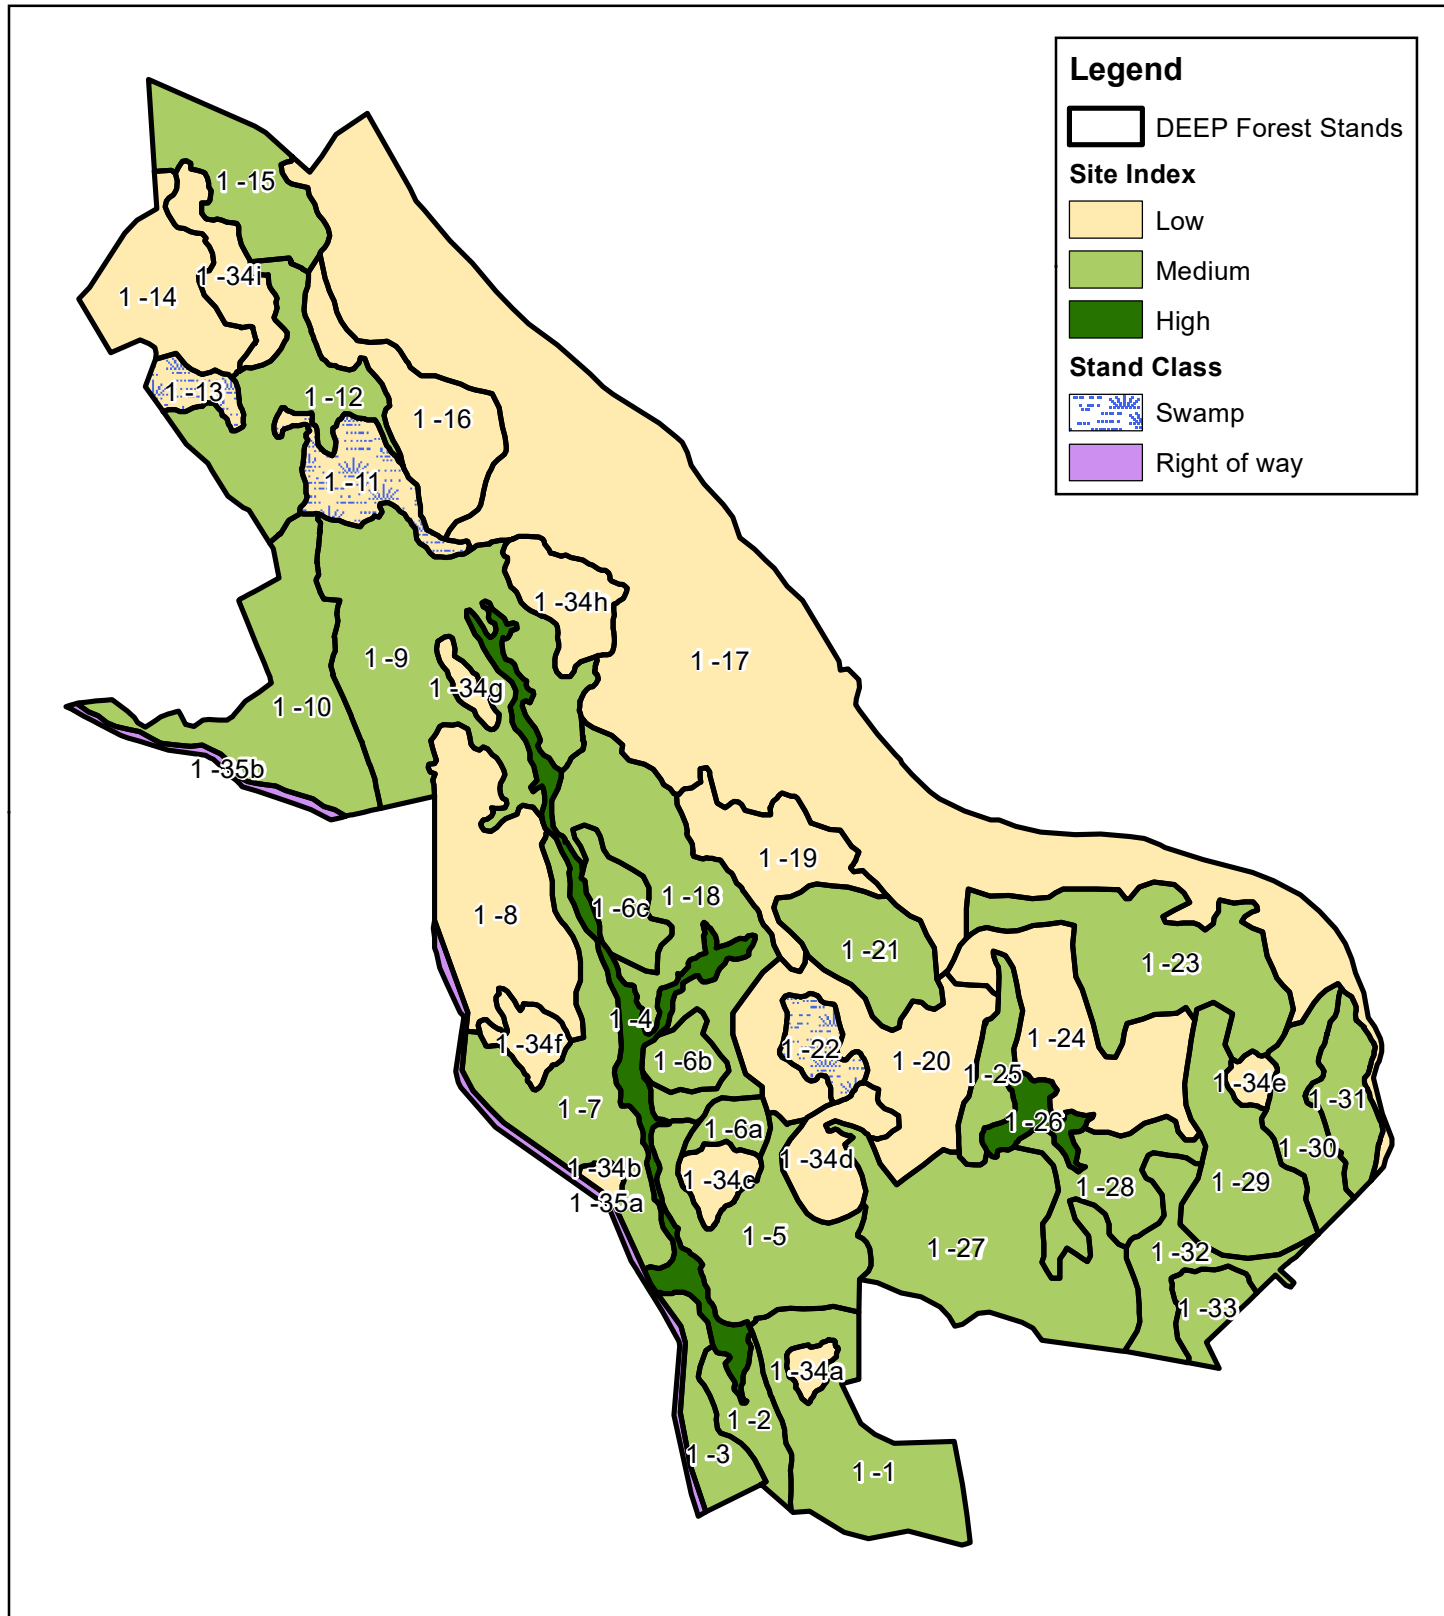 Legend
DEEP Forest Stands
Site Index
Low
Medium
High
Stand Class
Swamp
Right of way
1 -15
1 -34i
1 -14
1 -13
1 -12
1 -16
1 -11
1 -34h
1 -9
1 -17
1 -34g
1 -10
1 -35b
1 -19
1 -18
1 -6c
1 -8
1 -21
1 -23
1 -4
1 -34f
1 -22
1 -24
1 -6b
1 -20
1 -25
1 -34e
1 -31
1 -7
1 -26
1 -6a
1 -30
1 -34d
1 -34b
1 -34c
1 -29
1 -28
1 -35a
1 -5
1 -27
1 -32
1 -33
1 -34a
1 -2
1 -3
1 -1